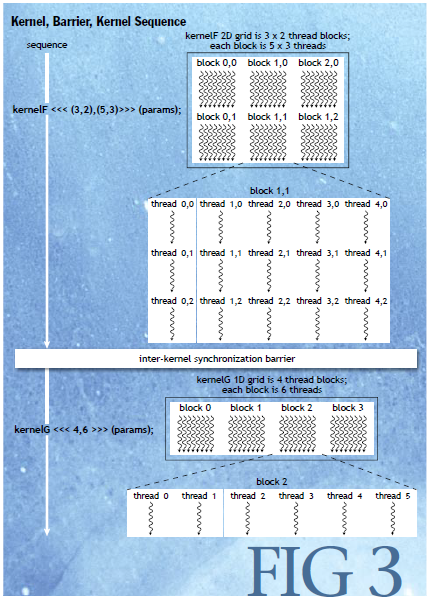 Kernel, Barrier, Kernel Sequence
sequence
kernelF 2D grid is 3 x 2 thread blocks;
each block is 5 x 3 threads
block 0,0 block 1,0 block 2,0
kernelF <<< (3,2),(5,3)>>> (params);
block 0,1 block 1,1 block 1,2
block 1,1
thread 0,0 thread 1,0 thread 2,0 thread 3,0 thread 4,0
thread 0,1 thread 1,1 thread 2,1 thread 3,1 thread 4,1
thread 0,2 thread 1,2 thread 2,2 thread 3,2 thread 4,2
inter-kernel synchronization barrier
kernelG 1D grid is 4 thread blocks;
each block is 6 threads
block 0 block 1 block 2 block 3
kernelG <<< 4,6 >>> (params);
block 2
thread 0 thread 1 thread 2 thread 3 thread 4 thread 5
FIG 3